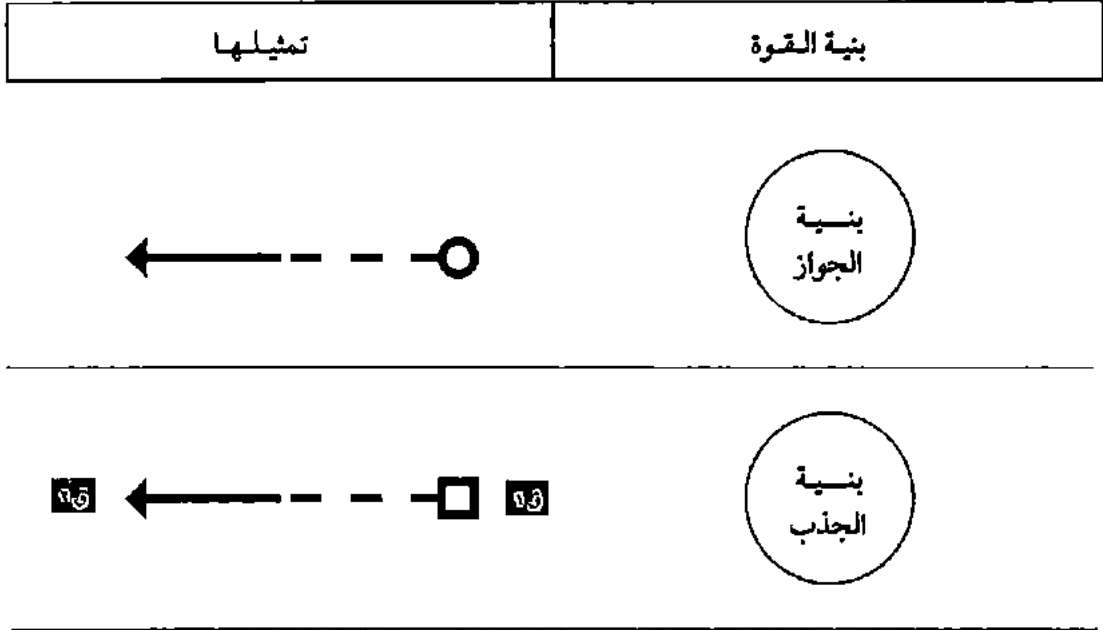 بنية القوة
تمثيلها
بنية
الجواز
بنية
الجذب